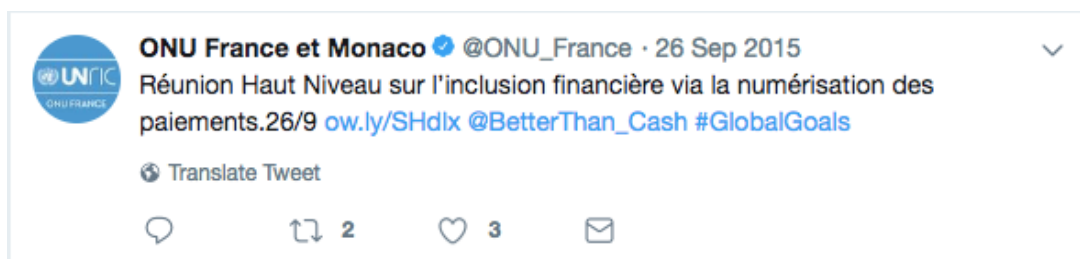 ONU France et Monaco @ONU_France · 26 Sep 2015
Réunion Haut Niveau sur l'inclusion financière via la numérisation des
paiements.26/9 ow.ly/SHdlx @BetterThan_Cash #GlobalGoals
Translate Tweet
2 3
UNRIC
ONU FRANCE